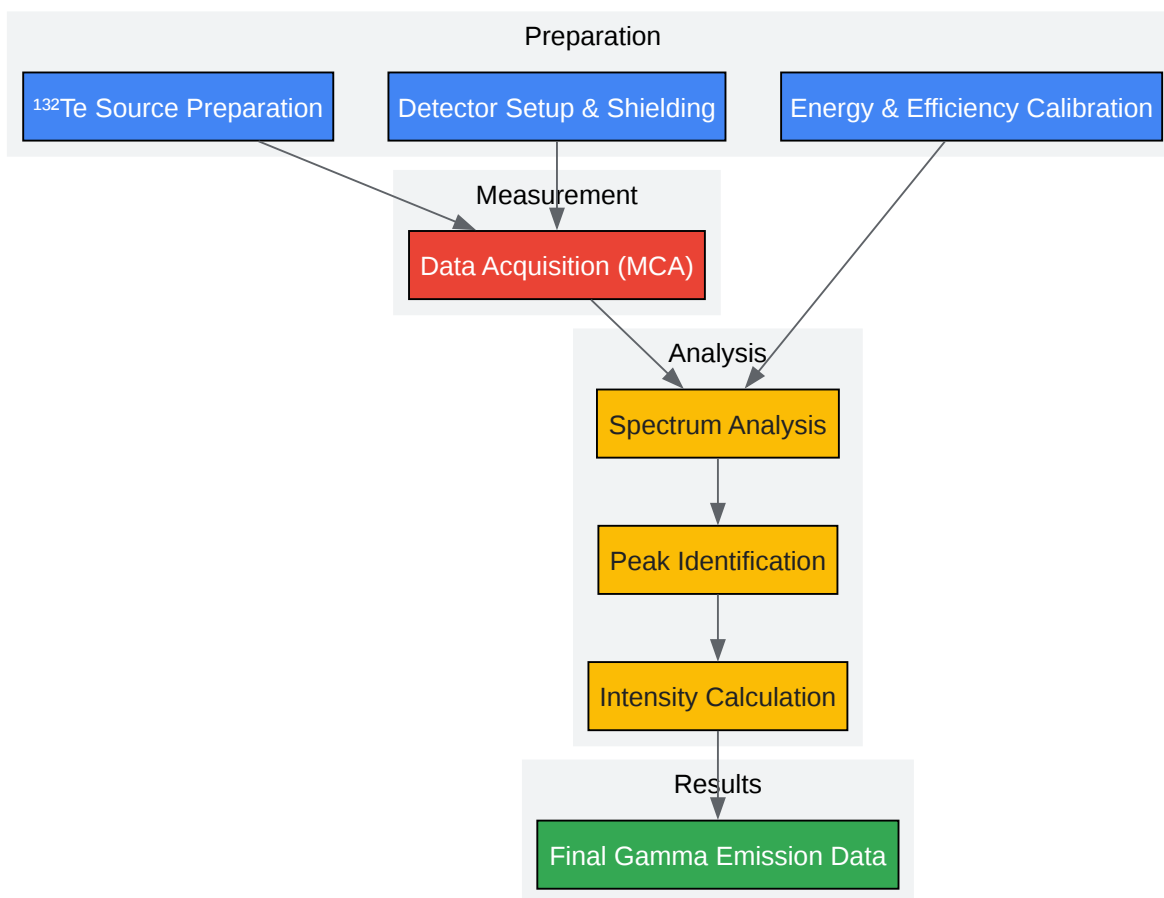 Preparation
¹³²Te Source Preparation
Detector Setup & Shielding
Energy & Efficiency Calibration
Measurement
Data Acquisition (MCA)
Analysis
Spectrum Analysis
Peak Identification
Intensity Calculation
Results
Final Gamma Emission Data